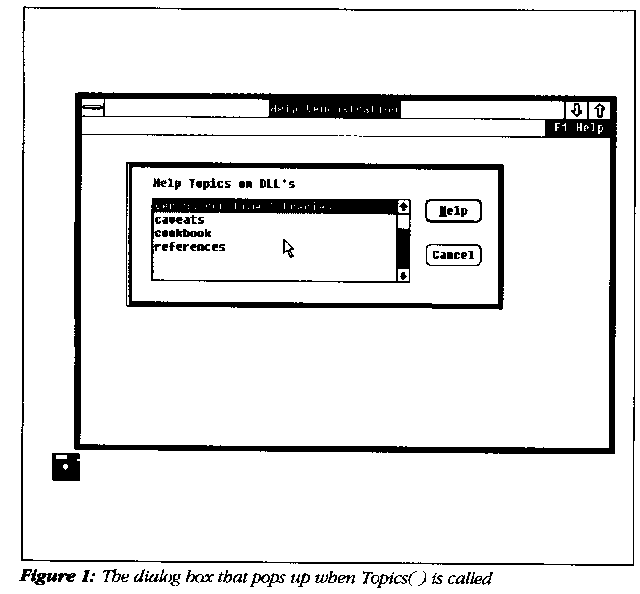 Help Demonstration
F1 Help
Help Topics on DLL's
caveats
cookbook
references
Help
Cancel
Figure 1: The dialog box that pops up when Topics( ) is called